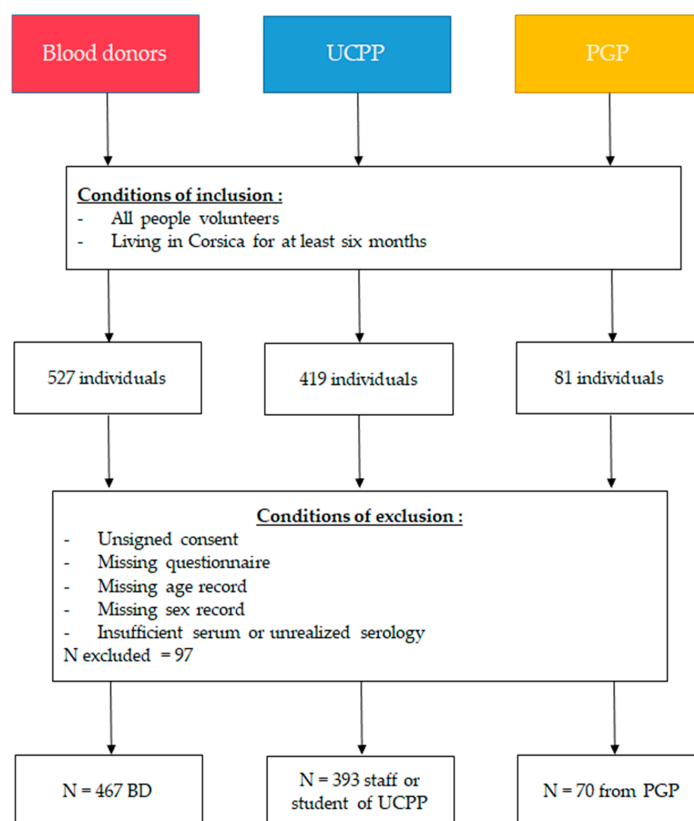 Blood donors
UCPP
PGP
Conditions of inclusion :
- All people volunteers
- Living in Corsica for at least six months
527 individuals
419 individuals
81 individuals
Conditions of exclusion :
- Unsigned consent
- Missing questionnaire
- Missing age record
- Missing sex record
- Insufficient serum or unrealized serology
N excluded = 97
N = 467 BD
N = 393 staff or
student of UCPP
N = 70 from PGP